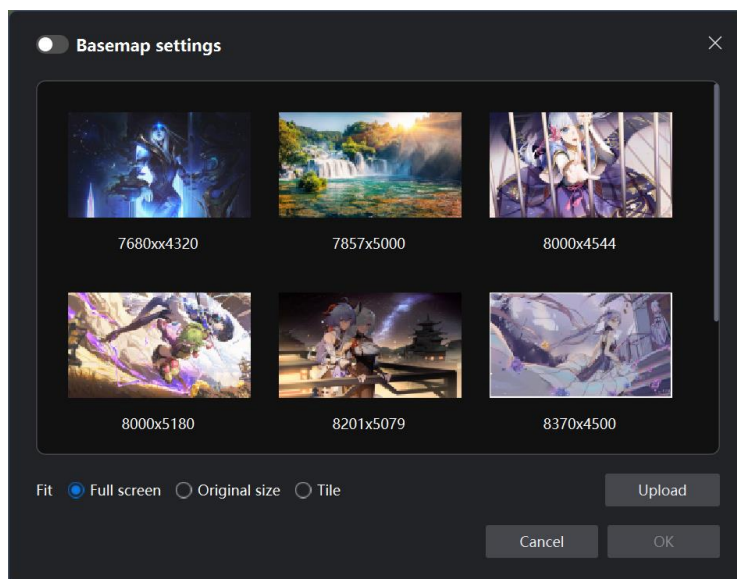 Basemap settings
7680xx4320
7857x5000
8000x4544
8000x5180
8201x5079
8370x4500
Fit Full screen Original size Tile
Upload
Cancel
OK